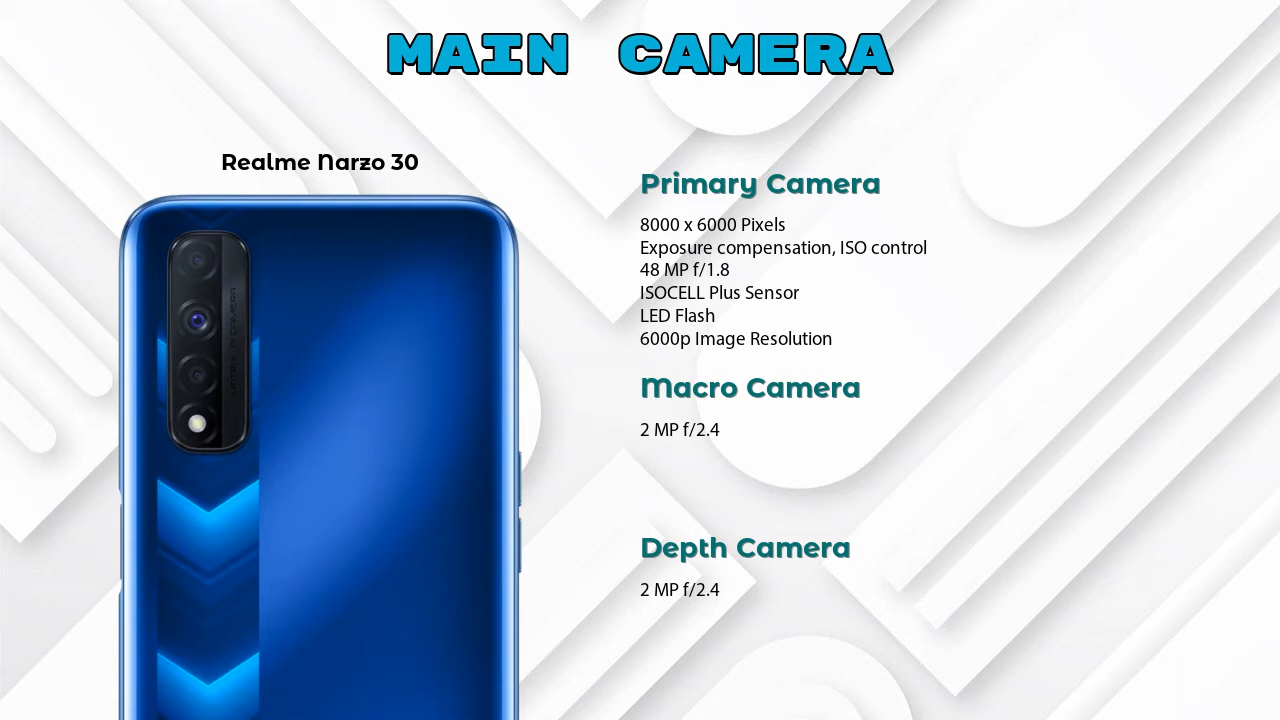 MAIN CAMERA
Realme Narzo 30
Primary Camera
8000 x 6000 Pixels
Exposure compensation, ISO control
48 MP f/1.8
ISOCELL Plus Sensor
LED Flash
6000p Image Resolution
Macro Camera
2 MP f/2.4
Depth Camera
2 MP f/2.4